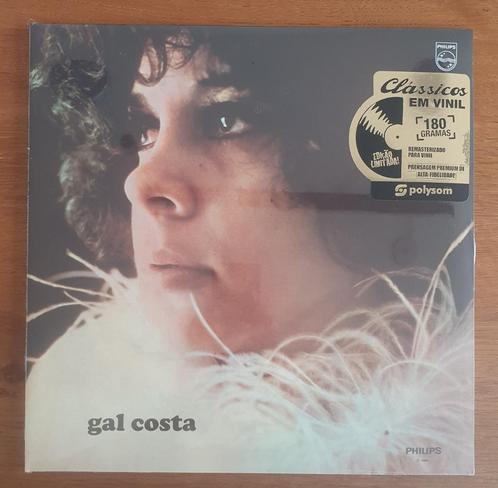 PHILIPS
Clássicos
EM VINIL
180
GRAMAS
EDIÇÃO
LIMITADA!
REMASTERIZADO
PARA VINIL
PRENSAGEM PREMIUM DE
ALTA-FIDELIDADE!
polysom
gal costa
PHILIPS